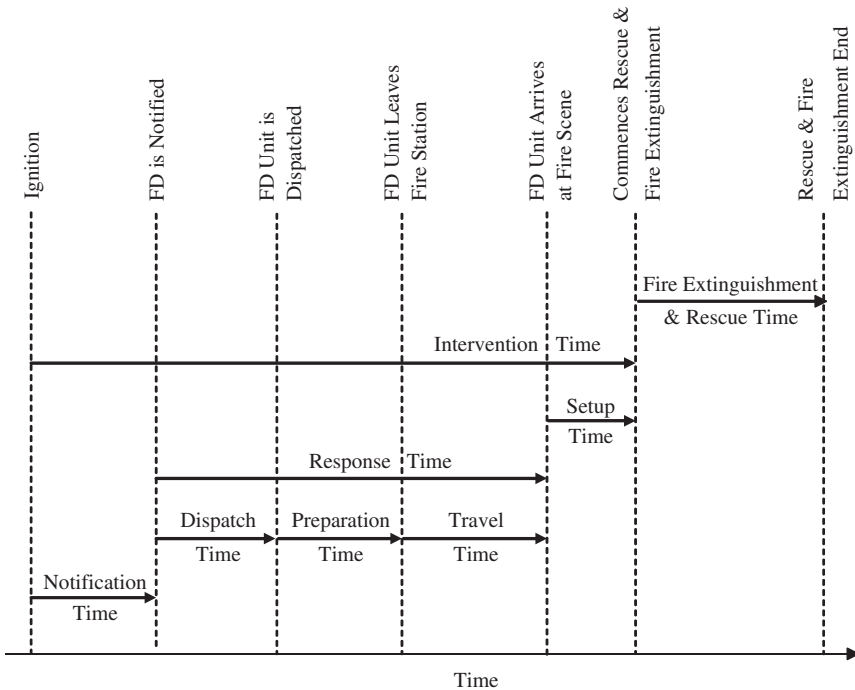 Ignition
FD is Notified
FD Unit is
Dispatched
FD Unit Leaves
Fire Station
FD Unit Arrives
at Fire Scene
Commences Rescue &
Fire Extinguishment
Rescue & Fire
Extinguishment End
Fire Extinguishment
& Rescue Time
Intervention Time
Setup
Time
Response Time
Dispatch
Time
Preparation
Time
Travel
Time
Notification
Time
Time